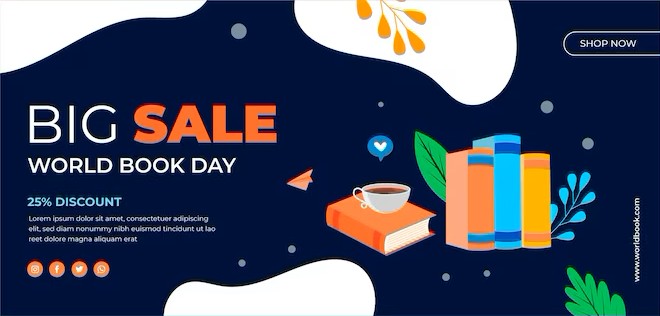 SHOP NOW
BIG SALE
WORLD BOOK DAY
25% DISCOUNT
Lorem ipsum dolor sit amet, consectetuer adipiscing
elit, sed diam nonummy nibh euismod tincidunt ut lao
reet dolore magna aliquam erat
www.worldbook.com